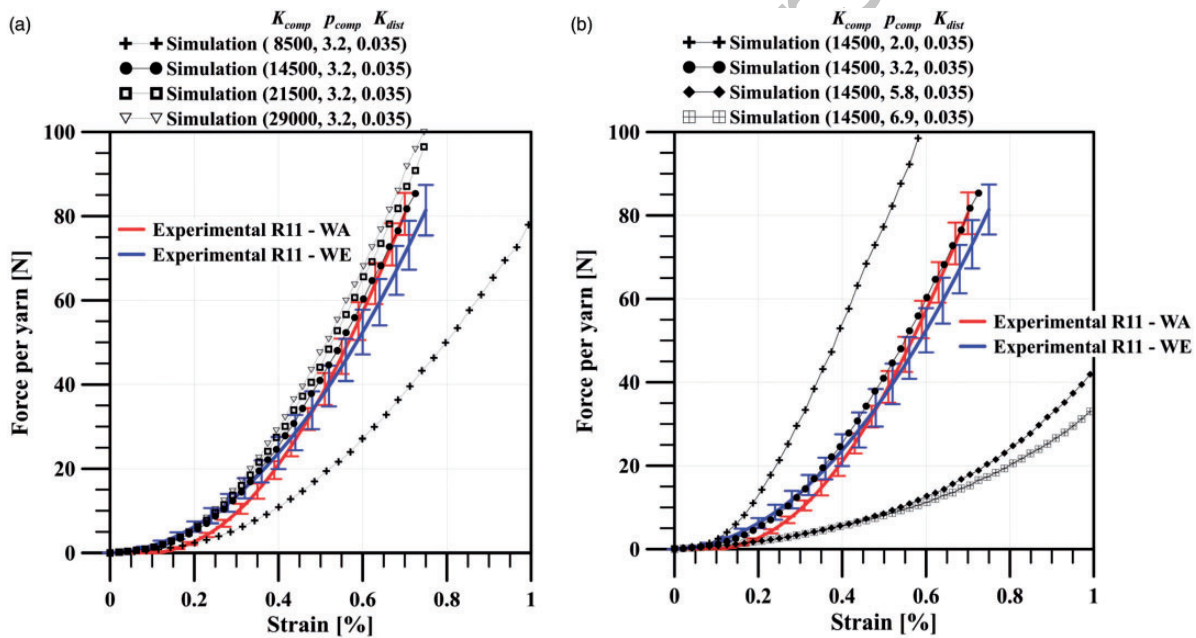 (a)
K_comp p_comp K_dist
Simulation ( 8500, 3.2, 0.035)
Simulation (14500, 3.2, 0.035)
Simulation (21500, 3.2, 0.035)
Simulation (29000, 3.2, 0.035)
100
80
60
40
20
0
Force per yarn [N]
Experimental R11 - WA
Experimental R11 - WE
0 0.2 0.4 0.6 0.8 1
Strain [%]
(b)
K_comp p_comp K_dist
Simulation (14500, 2.0, 0.035)
Simulation (14500, 3.2, 0.035)
Simulation (14500, 5.8, 0.035)
Simulation (14500, 6.9, 0.035)
100
80
60
40
20
0
Force per yarn [N]
Experimental R11 - WA
Experimental R11 - WE
0 0.2 0.4 0.6 0.8 1
Strain [%]